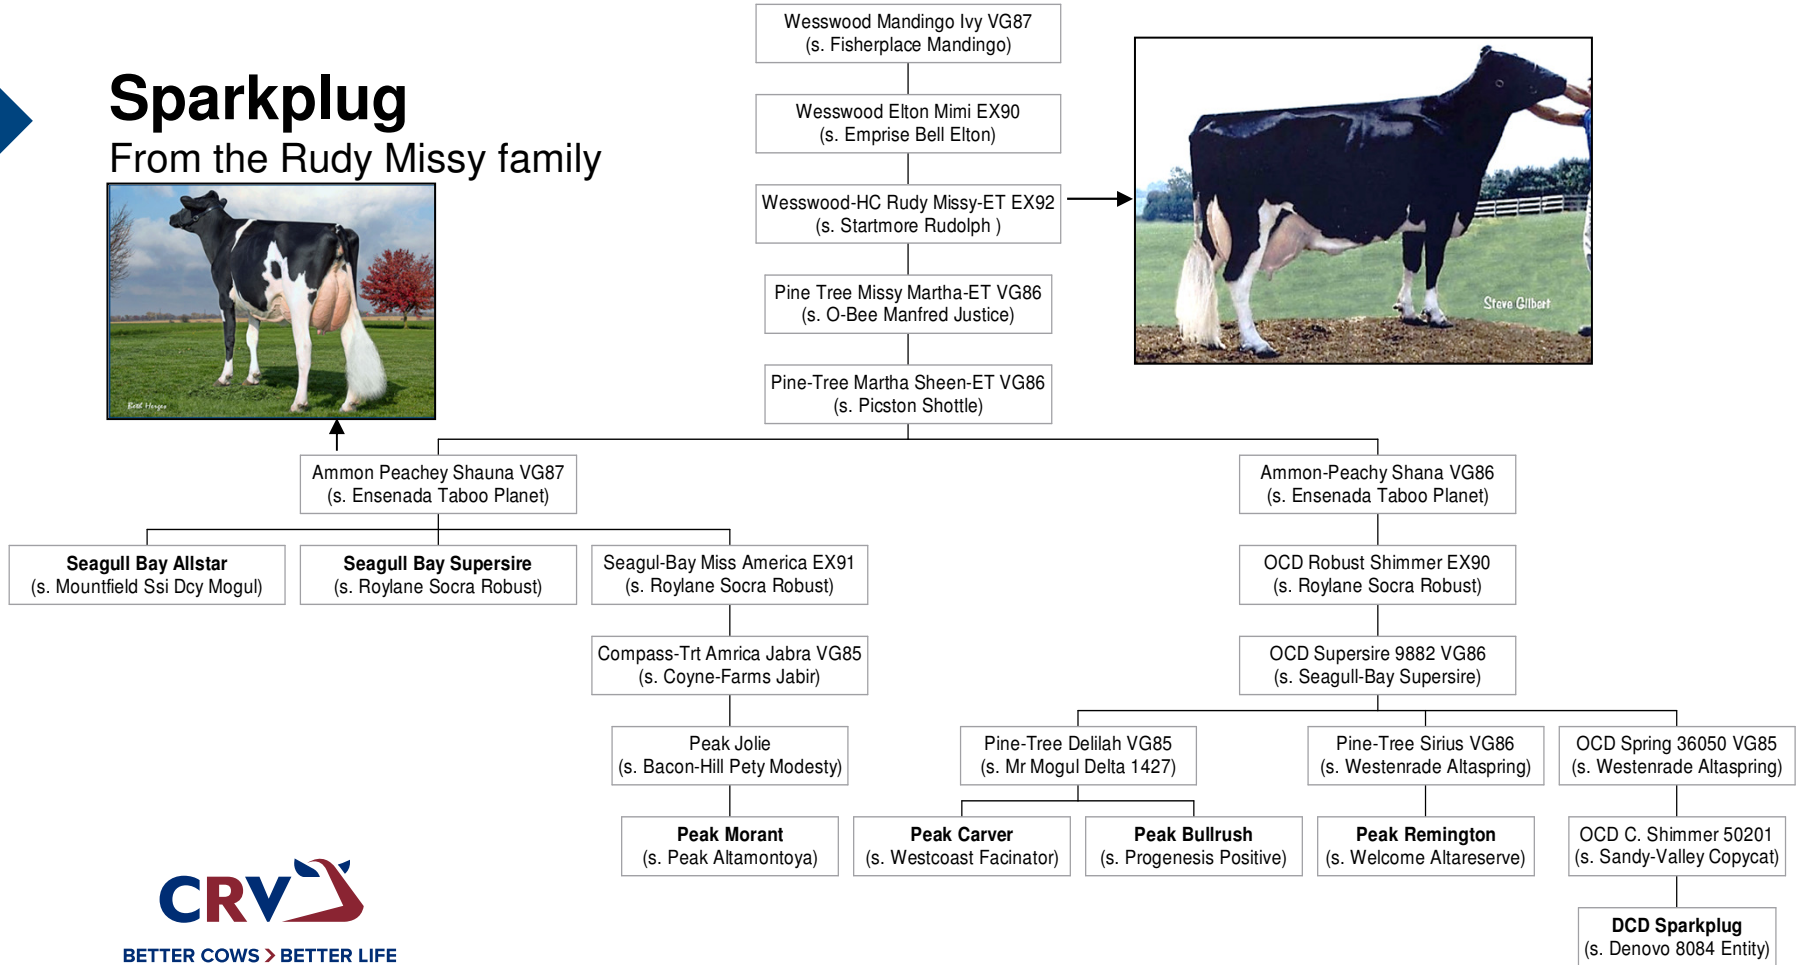 Sparkplug
From the Rudy Missy family
Wesswood Mandingo Ivy VG87
(s. Fisherplace Mandingo)
Wesswood Elton Mimi EX90
(s. Emprise Bell Elton)
Wesswood-HC Rudy Missy-ET EX92
(s. Startmore Rudolph )
Pine Tree Missy Martha-ET VG86
(s. O-Bee Manfred Justice)
Pine-Tree Martha Sheen-ET VG86
(s. Picston Shottle)
Steve Gilbert
Beth Herges
Ammon Peachey Shauna VG87
(s. Ensenada Taboo Planet)
Ammon-Peachy Shana VG86
(s. Ensenada Taboo Planet)
Seagull Bay Allstar
(s. Mountfield Ssi Dcy Mogul)
Seagull Bay Supersire
(s. Roylane Socra Robust)
Seagul-Bay Miss America EX91
(s. Roylane Socra Robust)
OCD Robust Shimmer EX90
(s. Roylane Socra Robust)
Compass-Trt Amrica Jabra VG85
(s. Coyne-Farms Jabir)
OCD Supersire 9882 VG86
(s. Seagull-Bay Supersire)
Peak Jolie
(s. Bacon-Hill Pety Modesty)
Pine-Tree Delilah VG85
(s. Mr Mogul Delta 1427)
Pine-Tree Sirius VG86
(s. Westenrade Altaspring)
OCD Spring 36050 VG85
(s. Westenrade Altaspring)
Peak Morant
(s. Peak Altamontoya)
Peak Carver
(s. Westcoast Facinator)
Peak Bullrush
(s. Progenesis Positive)
Peak Remington
(s. Welcome Altareserve)
OCD C. Shimmer 50201
(s. Sandy-Valley Copycat)
DCD Sparkplug
(s. Denovo 8084 Entity)
CRV
BETTER COWS > BETTER LIFE